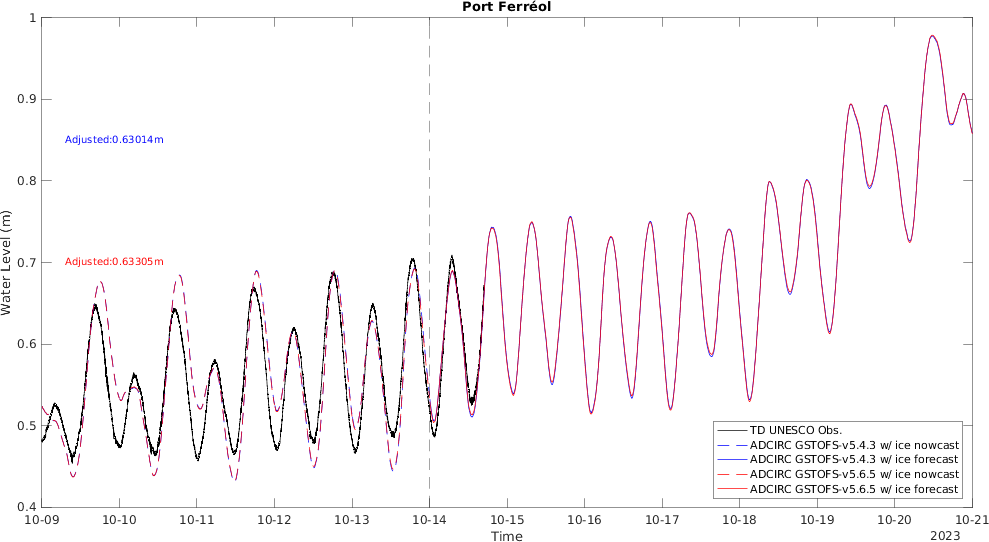 Port Ferréol
1
0.9
0.8
0.7
0.6
0.5
0.4
Water Level (m)
Adjusted:0.63014m
Adjusted:0.63305m
TD UNESCO Obs.
ADCIRC GSTOFS-v5.4.3 w/ ice nowcast
ADCIRC GSTOFS-v5.4.3 w/ ice forecast
ADCIRC GSTOFS-v5.6.5 w/ ice nowcast
ADCIRC GSTOFS-v5.6.5 w/ ice forecast
10-09 10-10 10-11 10-12 10-13 10-14 10-15 10-16 10-17 10-18 10-19 10-20 10-21
Time
2023